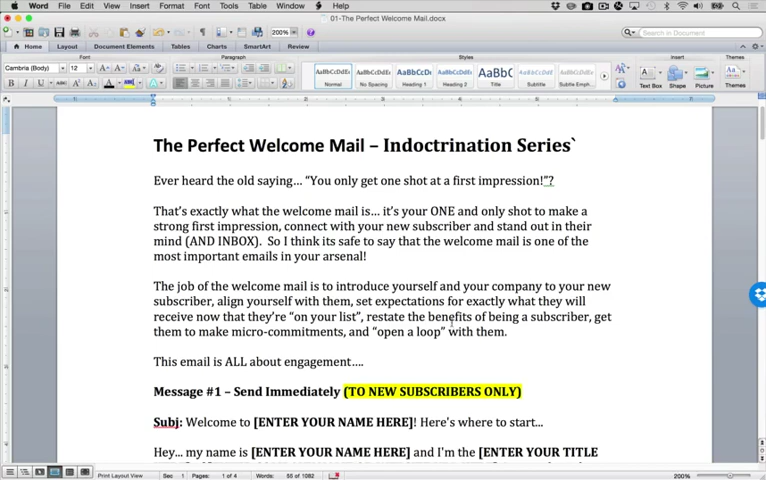 Word File Edit View Insert Format Font Tools Table Window Help
01-The Perfect Welcome Mail.docx
200%
Search in Document
Home Layout Document Elements Tables Charts SmartArt Review
Font Paragraph Styles Insert Themes
Cambria (Body) 12
Normal No Spacing Heading 1 Heading 2 Title Subtitle Subtle Emph... Text Box Shape Picture Themes
The Perfect Welcome Mail – Indoctrination Series`
Ever heard the old saying… “You only get one shot at a first impression!”?
That’s exactly what the welcome mail is… it’s your ONE and only shot to make a
strong first impression, connect with your new subscriber and stand out in their
mind (AND INBOX). So I think its safe to say that the welcome mail is one of the
most important emails in your arsenal!
The job of the welcome mail is to introduce yourself and your company to your new
subscriber, align yourself with them, set expectations for exactly what they will
receive now that they’re “on your list”, restate the benefits of being a subscriber, get
them to make micro-commitments, and “open a loop” with them.
This email is ALL about engagement….
Message #1 – Send Immediately (TO NEW SUBSCRIBERS ONLY)
Subj: Welcome to [ENTER YOUR NAME HERE]! Here's where to start...
Hey... my name is [ENTER YOUR NAME HERE] and I'm the [ENTER YOUR TITLE
Print Layout View Sec 1 Pages: 1 of 4 Words: 55 of 1082 200%